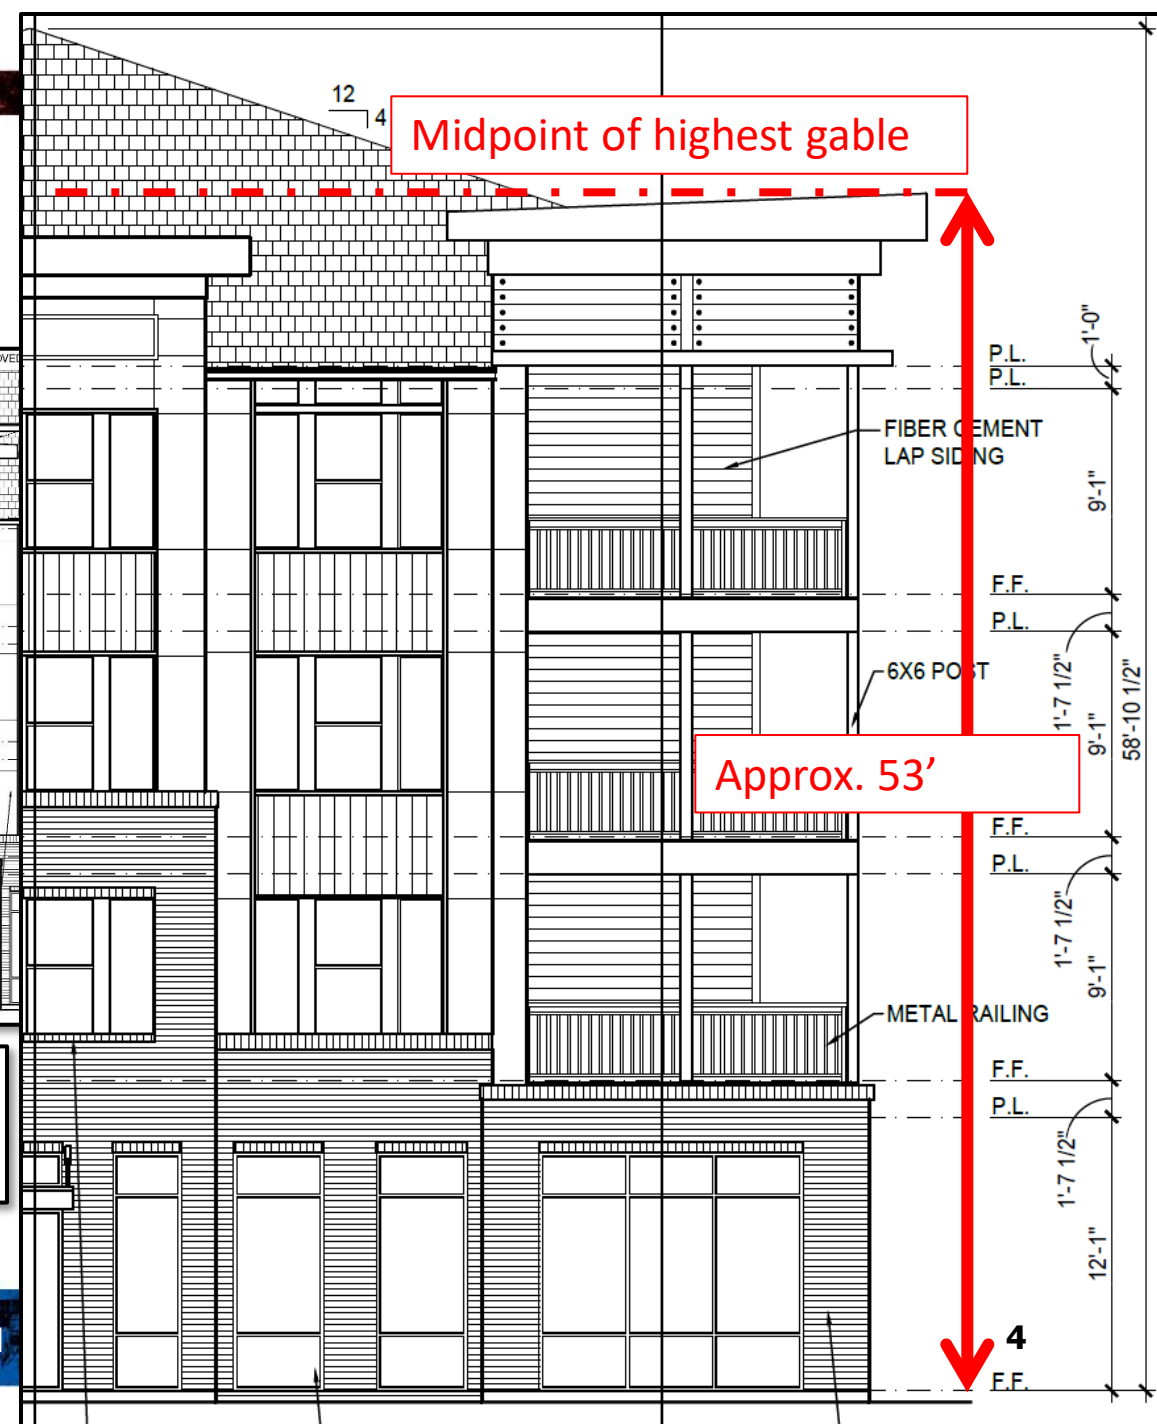 12
4
Midpoint of highest gable
1'-0"
P.L.
P.L.
FIBER CEMENT
LAP SIDING
9'-1"
F.F.
P.L.
1'-7 1/2"
6X6 POST
9'-1"
58'-10 1/2"
Approx. 53’
F.F.
P.L.
1'-7 1/2"
9'-1"
METAL RAILING
F.F.
P.L.
1'-7 1/2"
12'-1"
4
F.F.